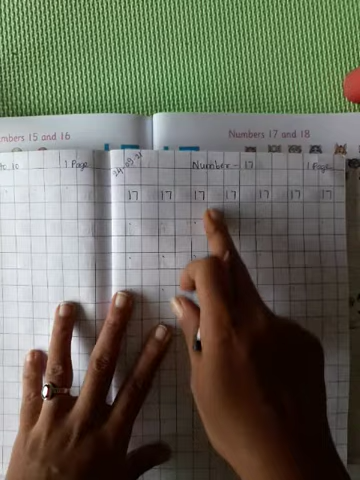 Numbers 15 and 16
Numbers 17 and 18
1 Page
Number - 17
1 Page
17 17 17 17 17 17 17